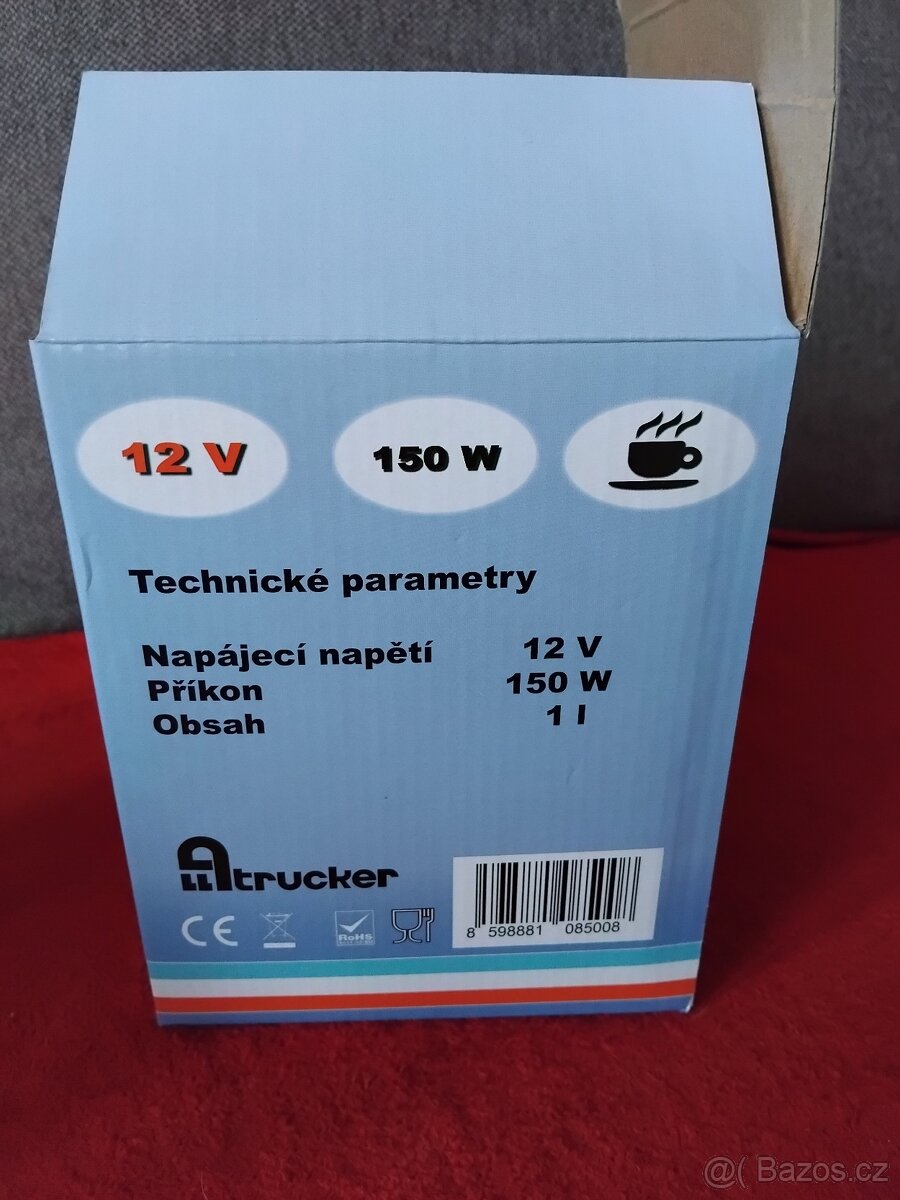 12 V
150 W
Technické parametry
Napájecí napětí 12 V
Příkon 150 W
Obsah 1 l
trucker
CE
RoHS
8 598881 085008
@( Bazos.cz